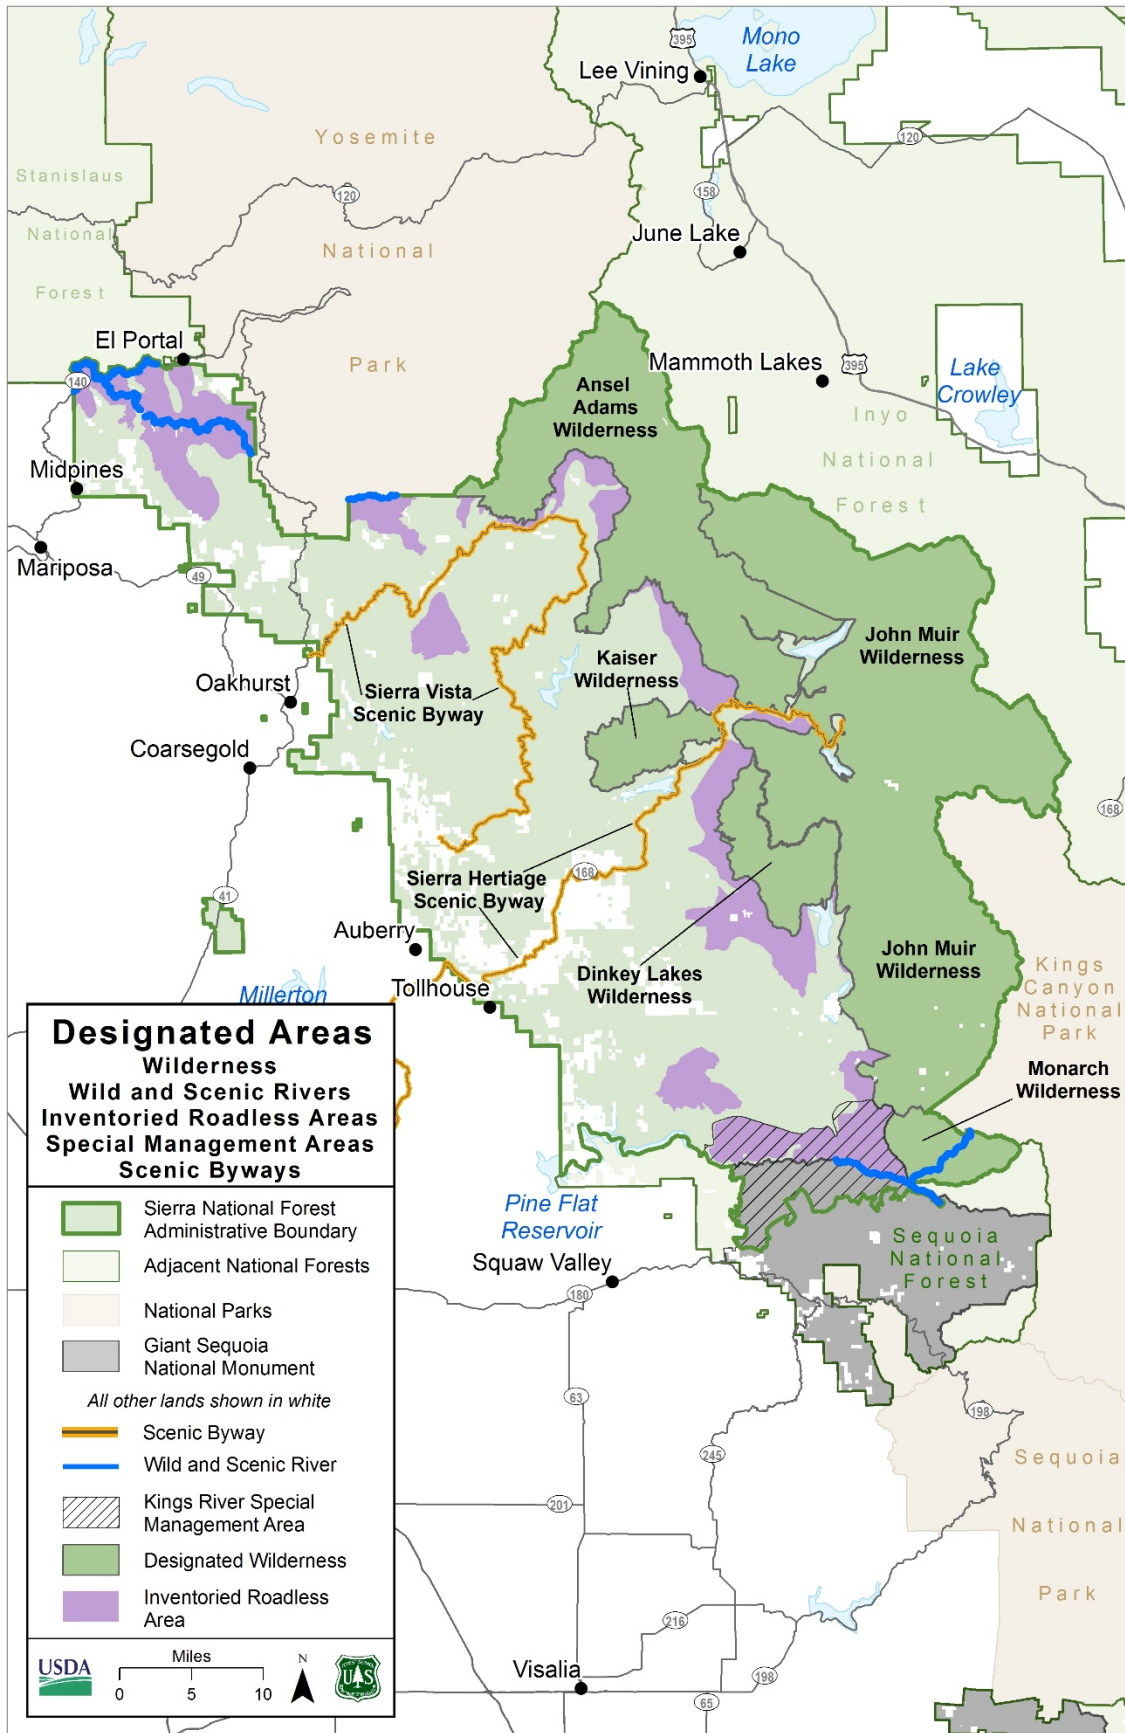 395
Mono
Lake
Lee Vining
Yosemite
120
Stanislaus
120
158
National
June Lake
National
Forest
El Portal
Park
Mammoth Lakes
395
Lake
Crowley
140
Ansel
Adams
Wilderness
Inyo
National
Forest
Midpines
Mariposa
49
John Muir
Wilderness
Kaiser
Wilderness
Oakhurst
Sierra Vista
Scenic Byway
Coarsegold
168
168
Sierra Hertiage
Scenic Byway
41
Auberry
John Muir
Wilderness
Dinkey Lakes
Wilderness
Kings
Canyon
National
Park
Millerton
Tollhouse
Monarch
Wilderness
Pine Flat
Reservoir
Sequoia
National
Forest
Squaw Valley
180
63
198
245
Sequoia
201
National
Park
216
Visalia
198
65
Designated Areas
Wilderness
Wild and Scenic Rivers
Inventoried Roadless Areas
Special Management Areas
Scenic Byways
Sierra National Forest
Administrative Boundary
Adjacent National Forests
National Parks
Giant Sequoia
National Monument
All other lands shown in white
Scenic Byway
Wild and Scenic River
Kings River Special
Management Area
Designated Wilderness
Inventoried Roadless
Area
USDA
Miles
0 5 10
N
U S